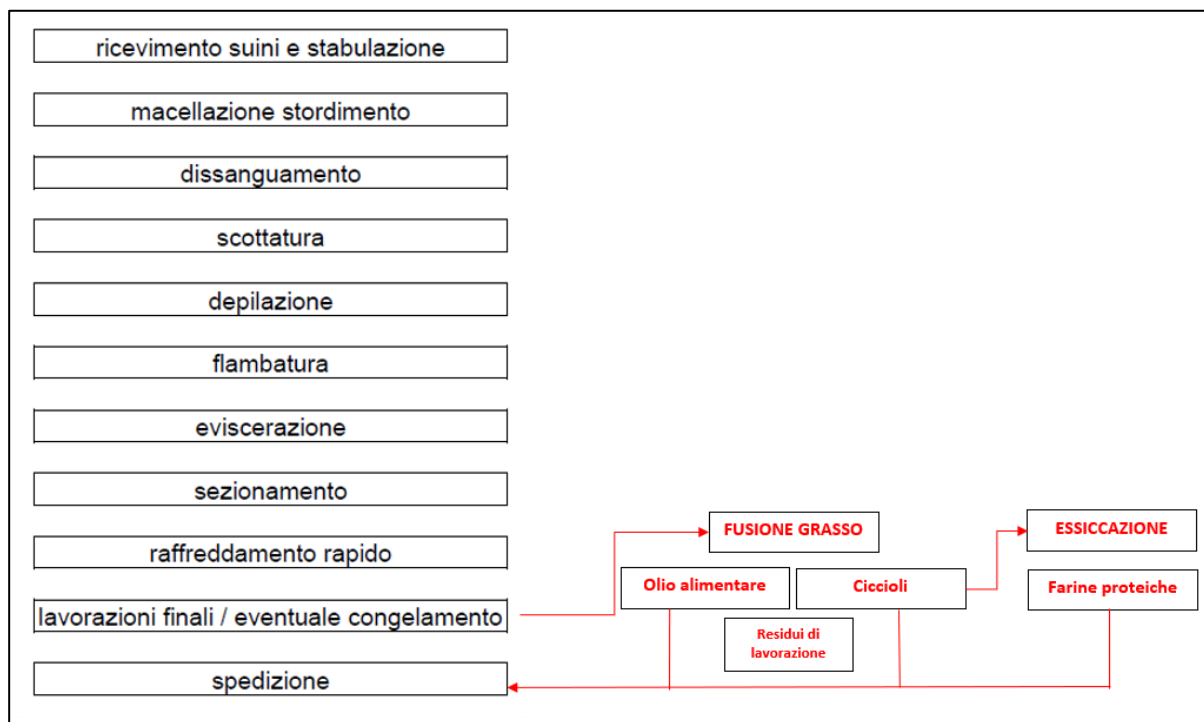 ricevimento suini e stabulazione
macellazione stordimento
dissanguamento
scottatura
depilazione
flambatura
eviscerazione
sezionamento
raffreddamento rapido
lavorazioni finali / eventuale congelamento
spedizione
FUSIONE GRASSO
ESSICCAZIONE
Olio alimentare
Ciccioli
Farine proteiche
Residui di
lavorazione